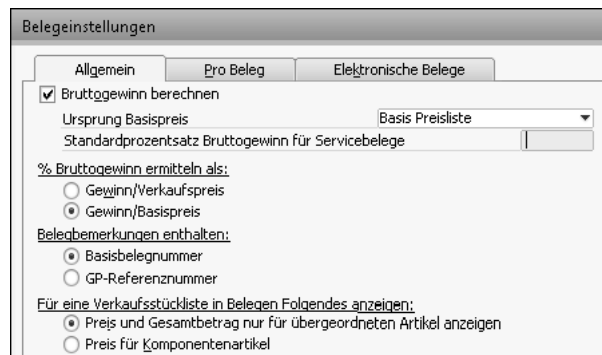 Belegeinstellungen
Allgemein Pro Beleg Elektronische Belege
Bruttogewinn berechnen
Ursprung Basispreis Basis Preisliste
Standardprozentsatz Bruttogewinn für Servicebelege
% Bruttogewinn ermitteln als:
Gewinn/Verkaufspreis
Gewinn/Basispreis
Belegbemerkungen enthalten:
Basisbelegnummer
GP-Referenznummer
Für eine Verkaufsstückliste in Belegen Folgendes anzeigen:
Preis und Gesamtbetrag nur für übergeordneten Artikel anzeigen
Preis für Komponentenartikel